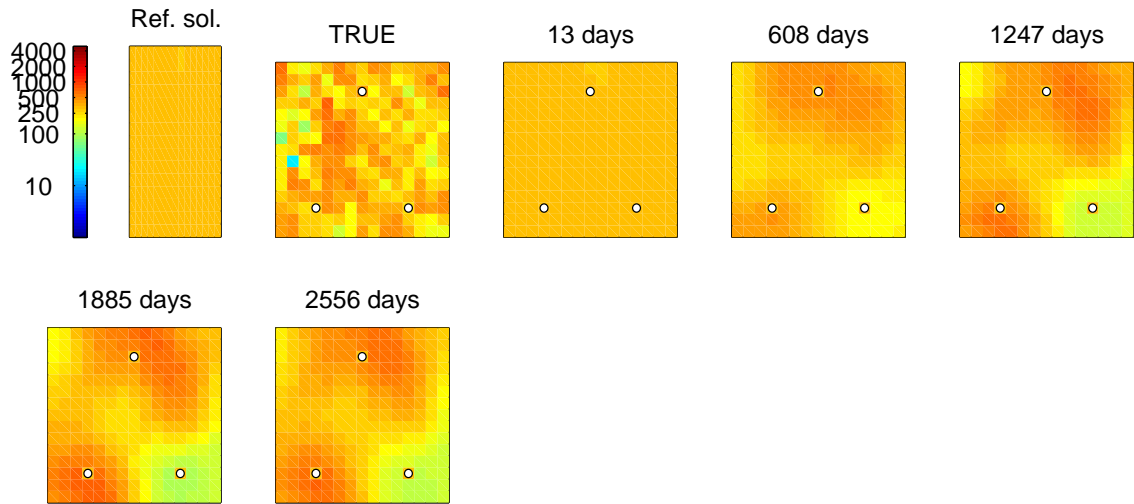 Ref. sol.
TRUE
13 days
608 days
1247 days
4000
2000
1000
500
250
100
10
1885 days
2556 days